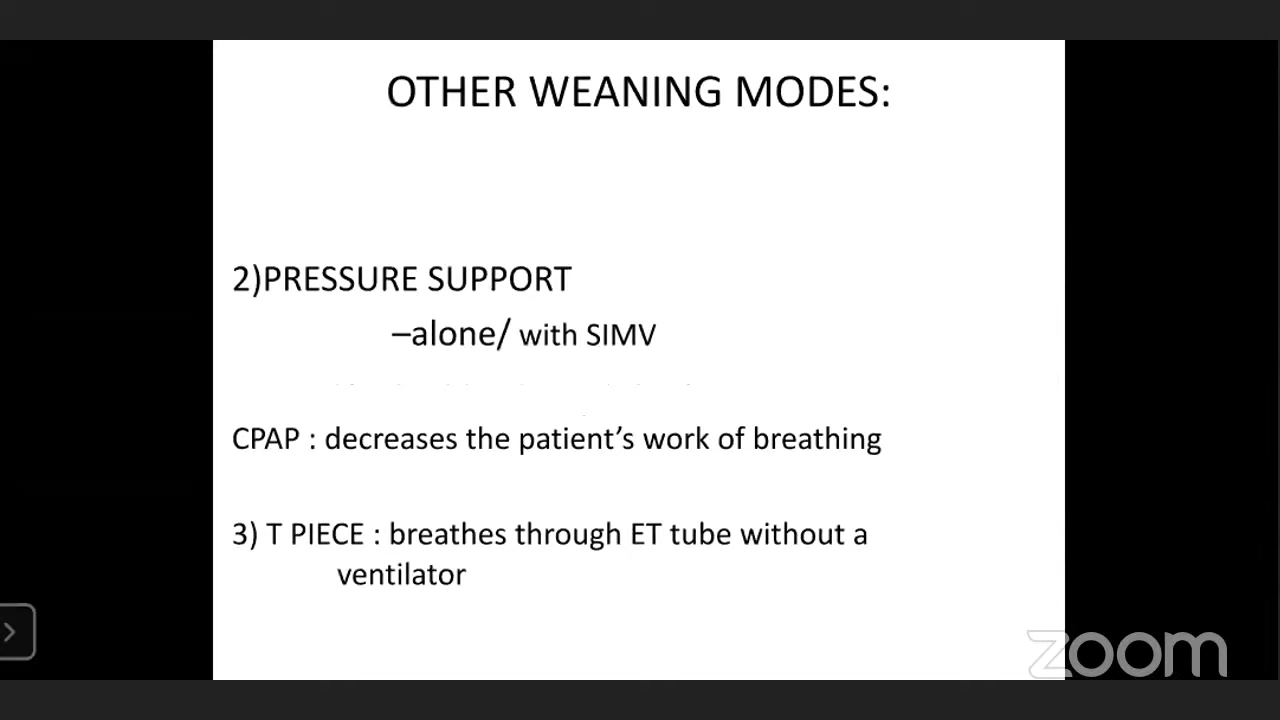 OTHER WEANING MODES:
2)PRESSURE SUPPORT
–alone/ with SIMV
CPAP : decreases the patient’s work of breathing
3) T PIECE : breathes through ET tube without a
ventilator
zoom